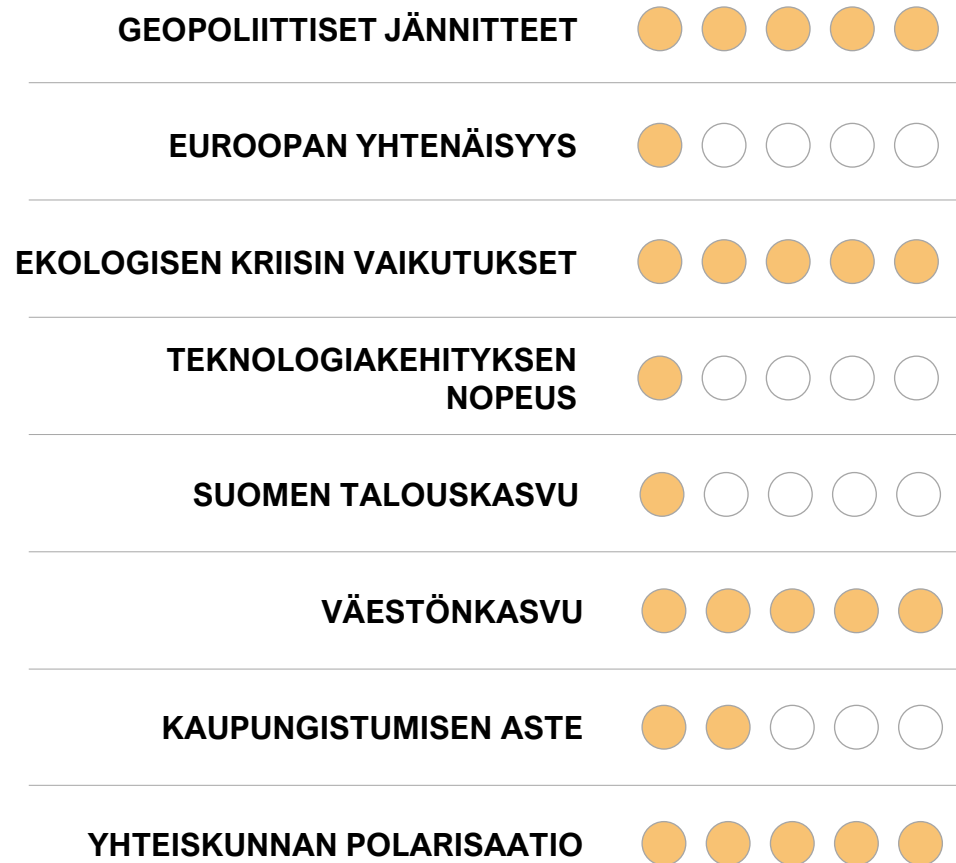 GEOPOLIITTISET JÄNNITTEET
EUROOPAN YHTENÄISYYS
EKOLOGISEN KRIISIN VAIKUTUKSET
TEKNOLOGIAKEHITYKSEN
NOPEUS
SUOMEN TALOUSKASVU
VÄESTÖNKASVU
KAUPUNGISTUMISEN ASTE
YHTEISKUNNAN POLARISAATIO